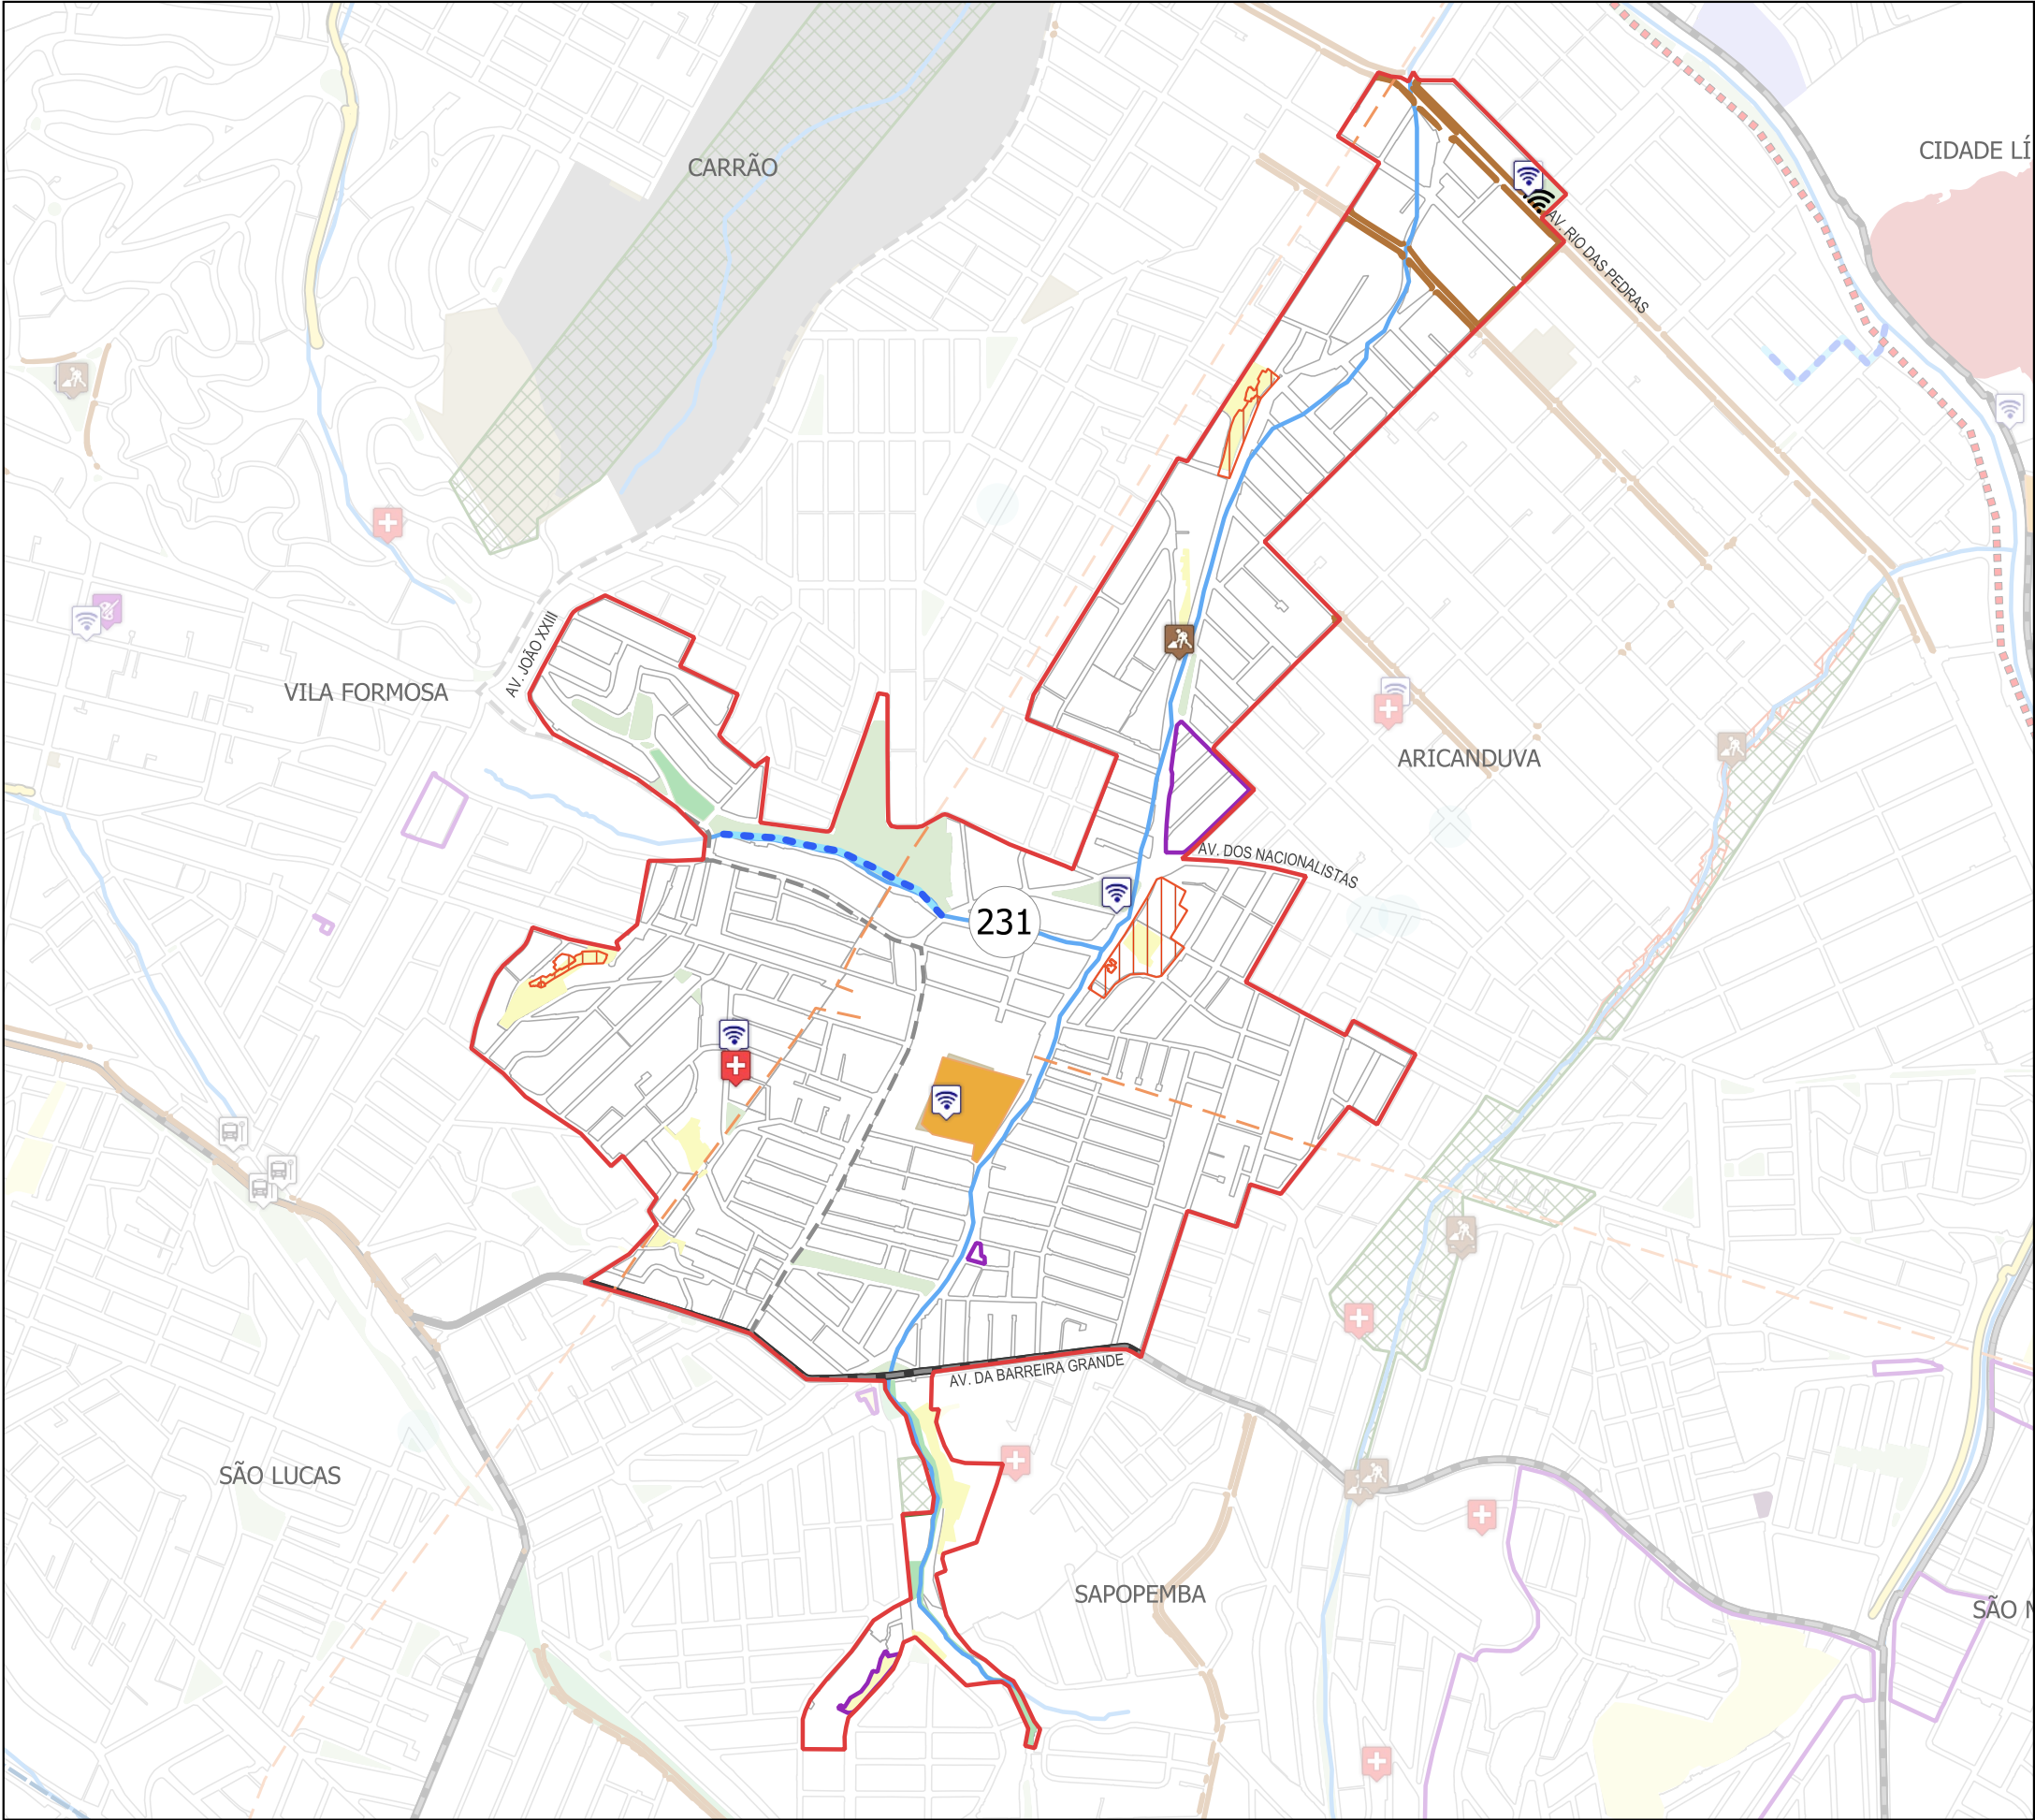 CARRÃO
CIDADE LÍ
AV. RIO DAS PEDRAS
AV. JOÃO XXIII
VILA FORMOSA
ARICANDUVA
AV. DOS NACIONALISTAS
231
AV. DA BARREIRA GRANDE
SÃO LUCAS
SAPOPEMBA
SÃO M